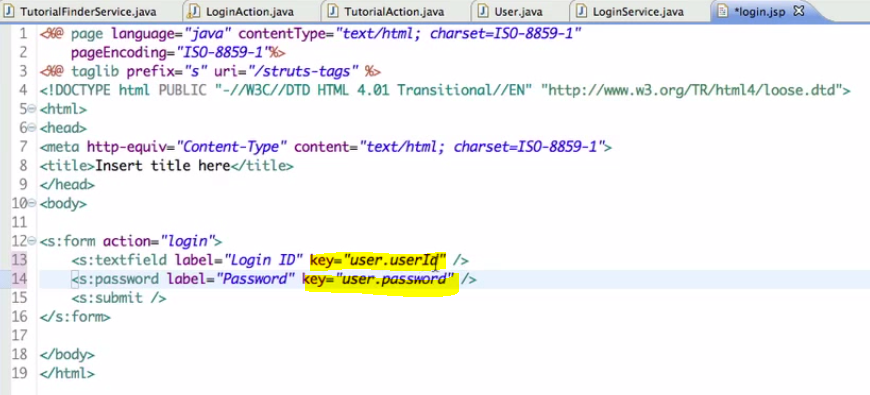 TutorialFinderService.java LoginAction.java TutorialAction.java User.java LoginService.java *login.jsp
1 <%@ page language="java" contentType="text/html; charset=ISO-8859-1"
2 pageEncoding="ISO-8859-1"%>
3 <%@ taglib prefix="s" uri="/struts-tags" %>
4 <!DOCTYPE html PUBLIC "-//W3C//DTD HTML 4.01 Transitional//EN" "http://www.w3.org/TR/html4/loose.dtd">
5 <html>
6 <head>
7 <meta http-equiv="Content-Type" content="text/html; charset=ISO-8859-1">
8 <title>Insert title here</title>
9 </head>
10 <body>
11
12 <s:form action="login">
13 <s:textfield label="Login ID" key="user.userId" />
14 <s:password label="Password" key="user.password" />
15 <s:submit />
16 </s:form>
17
18 </body>
19 </html>